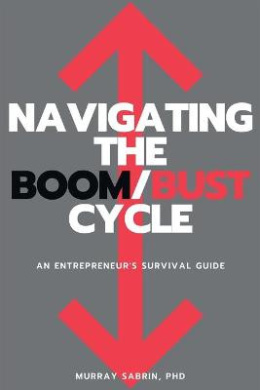 NAVIGATING
THE
BOOM/BUST
CYCLE
AN ENTREPRENEUR'S SURVIVAL GUIDE
MURRAY SABRIN, PHD